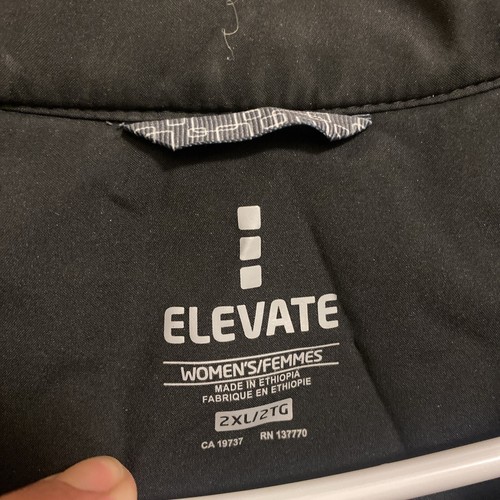 ELEVATE
WOMEN'S/FEMMES
MADE IN ETHIOPIA
FABRIQUE EN ETHIOPIE
2XL/2TG
CA 19737 RN 137770